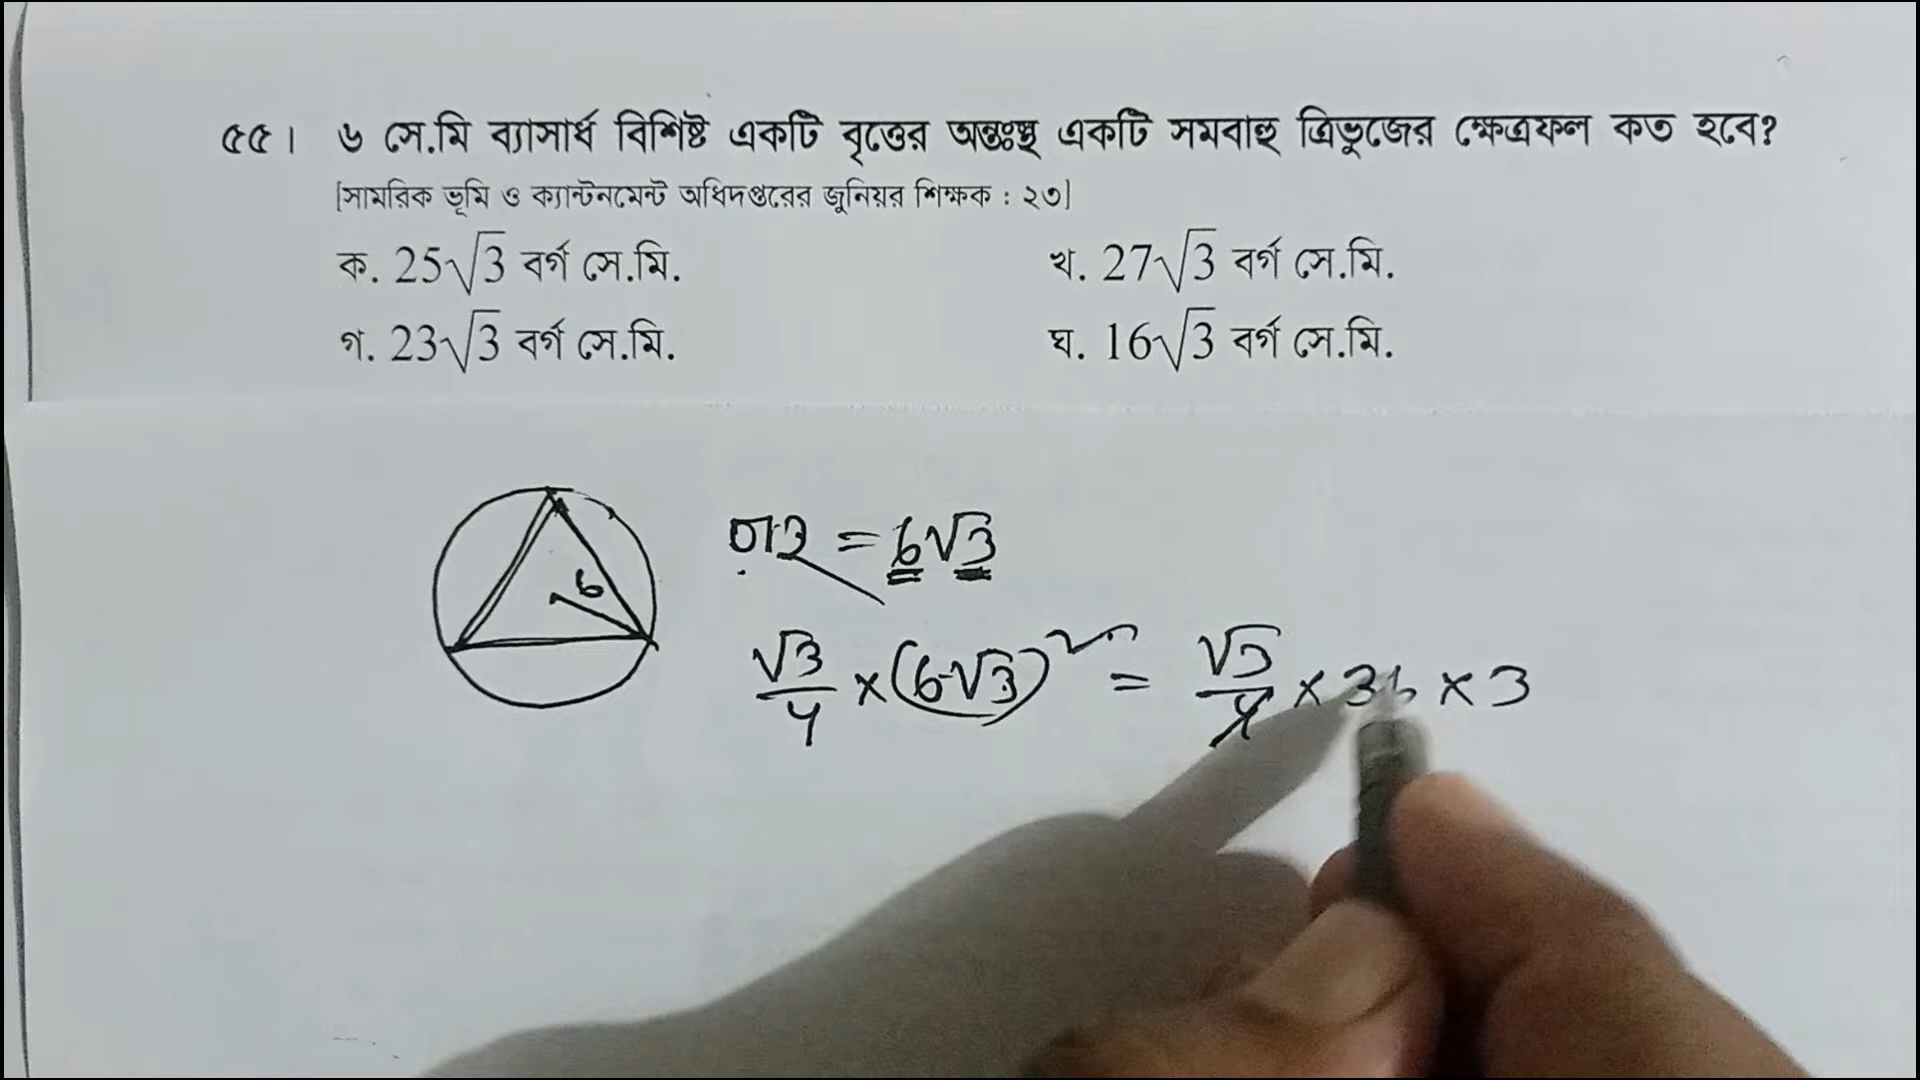 ৫৫। ৬ সে.মি ব্যাসার্ধ বিশিষ্ট একটি বৃত্তের অন্তঃস্থ একটি সমবাহু ত্রিভুজের ক্ষেত্রফল কত হবে?
[সামরিক ভূমি ও ক্যান্টনমেন্ট অধিদপ্তরের জুনিয়র শিক্ষক : ২৩]
ক. 25√3 বর্গ সে.মি. খ. 27√3 বর্গ সে.মি.
গ. 23√3 বর্গ সে.মি. ঘ. 16√3 বর্গ সে.মি.
বাহু = 6√3
6
√3/4 × (6√3)² = √3/4 × 36 × 3